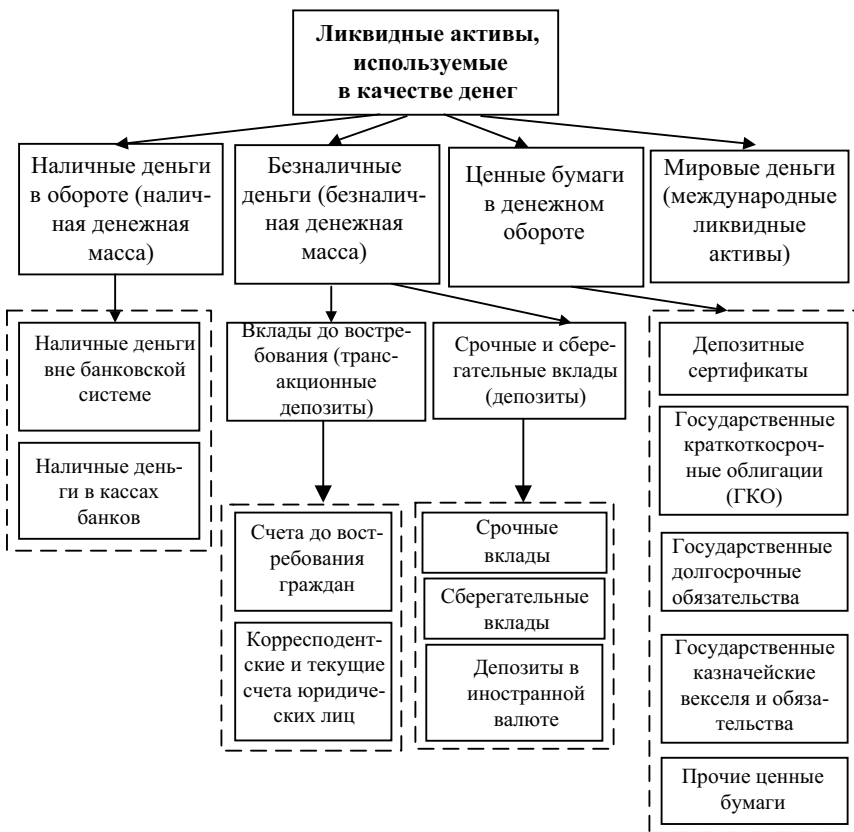 Ликвидные активы,
используемые
в качестве денег
Наличные деньги
в обороте (налич-
ная денежная
масса)
Безналичные
деньги (безналич-
ная денежная
масса)
Ценные бумаги
в денежном
обороте
Мировые деньги
(международные
ликвидные
активы)
Наличные деньги
вне банковской
системе
Наличные день-
ги в кассах
банков
Вклады до востре-
бования (транс-
акционные
депозиты)
Счета до вос-
требования
граждан
Корресподент-
ские и текущие
счета юридиче-
ских лиц
Срочные и сбере-
гательные вклады
(депозиты)
Срочные
вклады
Сберегательные
вклады
Депозиты в
иностранной
валюте
Депозитные
сертификаты
Государственные
краткоткосроч-
ные облигации
(ГКО)
Государственные
долгосрочные
обязательства
Государственные
казначейские
векселя и обяза-
тельства
Прочие ценные
бумаги